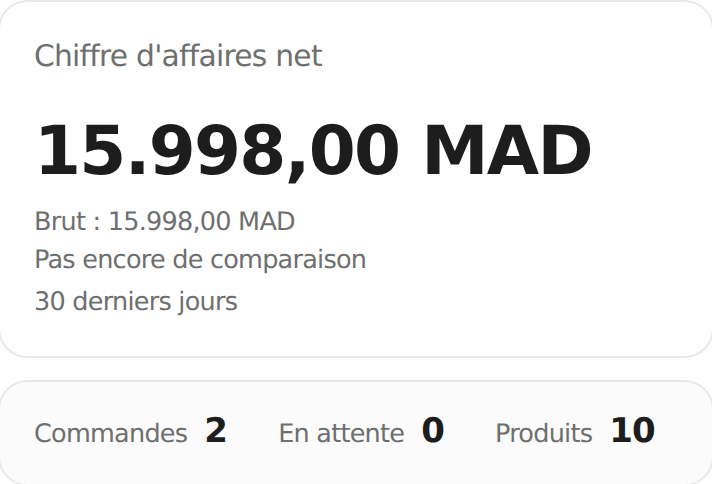 Chiffre d'affaires net
15.998,00 MAD
Brut : 15.998,00 MAD
Pas encore de comparaison
30 derniers jours
Commandes 2 En attente 0 Produits 10